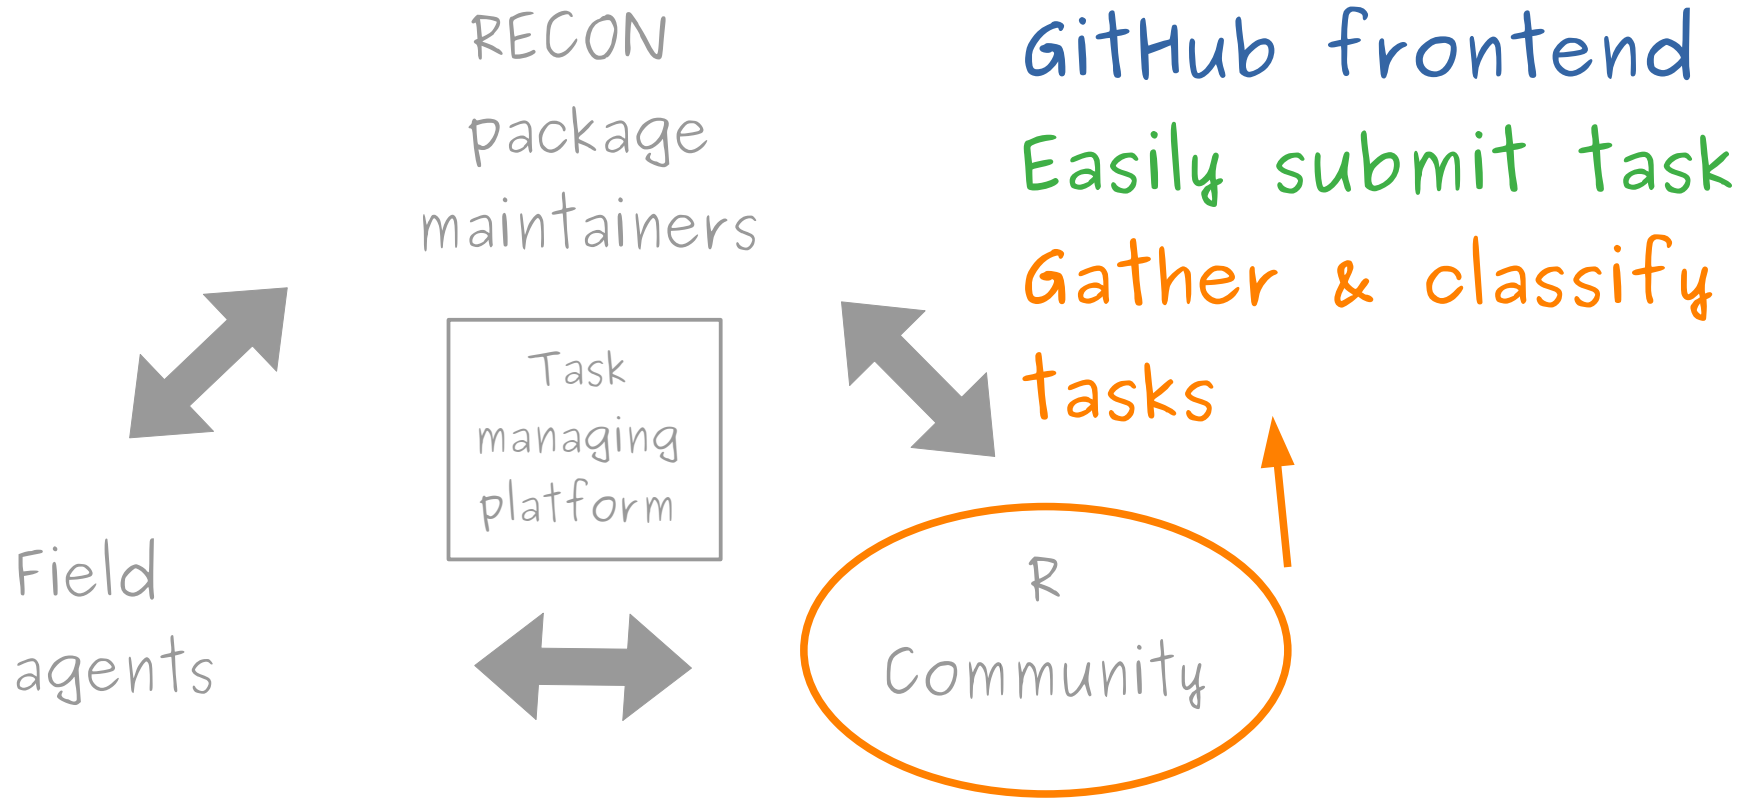 RECON
package
maintainers
GitHub frontend
Easily submit task
Gather & classify
tasks
Task
managing
platform
Field
agents
R
Community